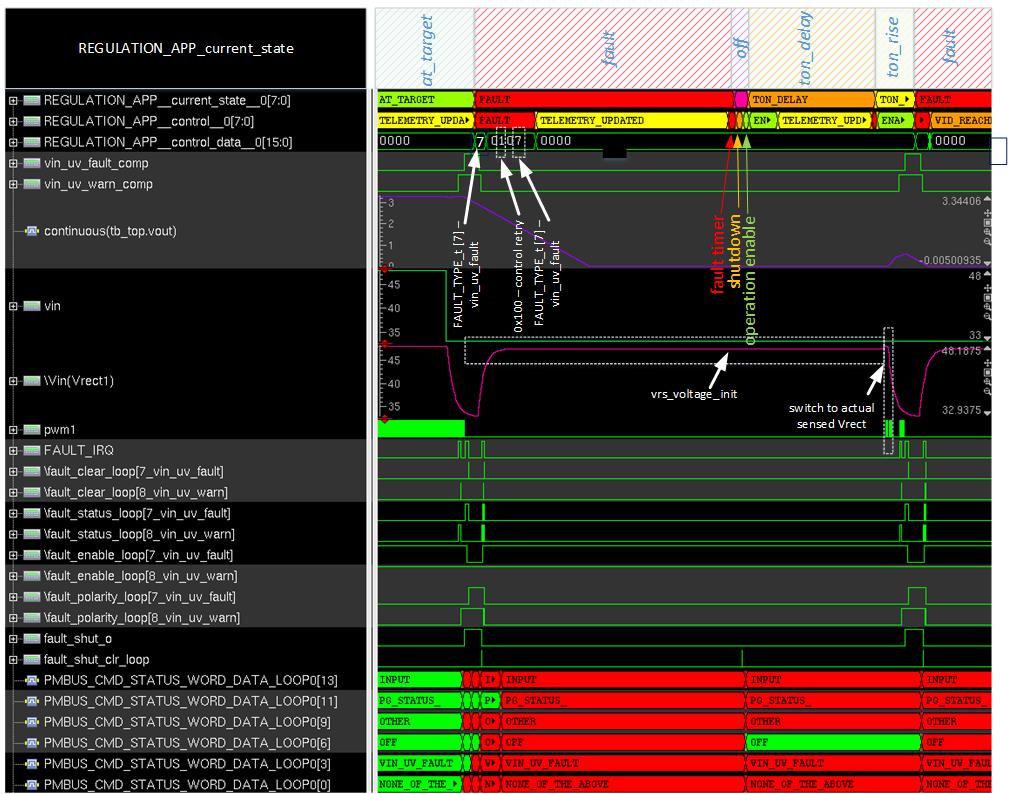 REGULATION_APP_current_state
at_target
fault
off
ton_delay
ton_rise
fault
REGULATION_APP__current_state__0[7:0]
AT_TARGET
FAULT
TON_DELAY
TON_
FAULT
REGULATION_APP__control__0[7:0]
TELEMETRY_UPDA
FAULT
TELEMETRY_UPDATED
EN
TELEMETRY_UPD
ENA
VID_REACH
REGULATION_APP__control_data__0[15:0]
0000
7
0107
0000
0000
vin_uv_fault_comp
vin_uv_warn_comp
continuous(tb_top.vout)
3
2
1
0
3.34406
-0.00500935
FAULT_TYPE_t [7] –
vin_uv_fault
0x100 – control retry
FAULT_TYPE_t [7] –
vin_uv_fault
fault timer
shutdown
operation enable
vin
45
40
35
48
33
\Vin(Vrect1)
45
40
35
48.1875
32.9375
vrs_voltage_init
switch to actual
sensed Vrect
pwm1
FAULT_IRQ
\fault_clear_loop[7_vin_uv_fault]
\fault_clear_loop[8_vin_uv_warn]
\fault_status_loop[7_vin_uv_fault]
\fault_status_loop[8_vin_uv_warn]
\fault_enable_loop[7_vin_uv_fault]
\fault_enable_loop[8_vin_uv_warn]
\fault_polarity_loop[7_vin_uv_fault]
\fault_polarity_loop[8_vin_uv_warn]
fault_shut_o
fault_shut_clr_loop
PMBUS_CMD_STATUS_WORD_DATA_LOOP0[13]
INPUT
I
INPUT
INPUT
INPUT
PMBUS_CMD_STATUS_WORD_DATA_LOOP0[11]
PG_STATUS_
P
PG_STATUS_
PG_STATUS_
PG_STATUS_
PMBUS_CMD_STATUS_WORD_DATA_LOOP0[9]
OTHER
O
OTHER
OTHER
OTHER
PMBUS_CMD_STATUS_WORD_DATA_LOOP0[6]
OFF
O
OFF
OFF
OFF
PMBUS_CMD_STATUS_WORD_DATA_LOOP0[3]
VIN_UV_FAULT
V
VIN_UV_FAULT
VIN_UV_FAULT
VIN_UV_FAUL
PMBUS_CMD_STATUS_WORD_DATA_LOOP0[0]
NONE_OF_THE_
N
NONE_OF_THE_ABOVE
NONE_OF_THE_ABOVE
NONE_OF_TH